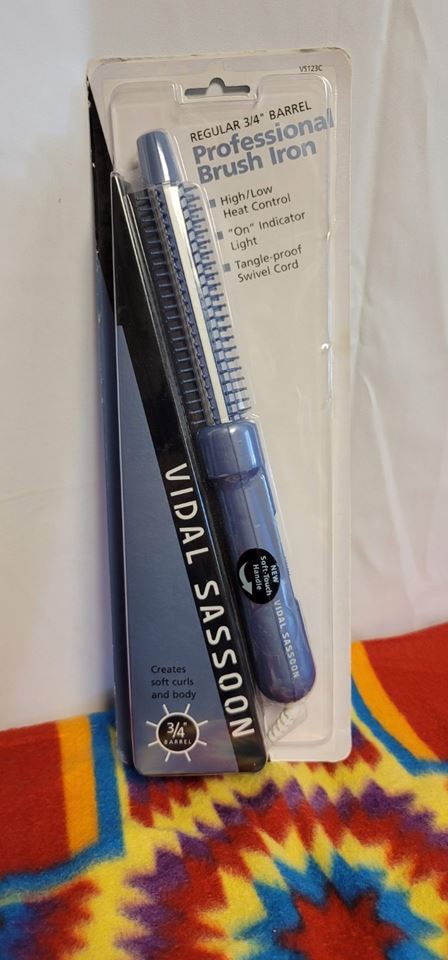 VS123C
REGULAR 3/4" BARREL
Professional
Brush Iron
High/Low
Heat Control
"On" Indicator
Light
Tangle-proof
Swivel Cord
VIDAL SASSOON
NEW
Soft-Touch
Handle
VIDAL SASSOON
Creates
soft curls
and body
3/4"
BARREL